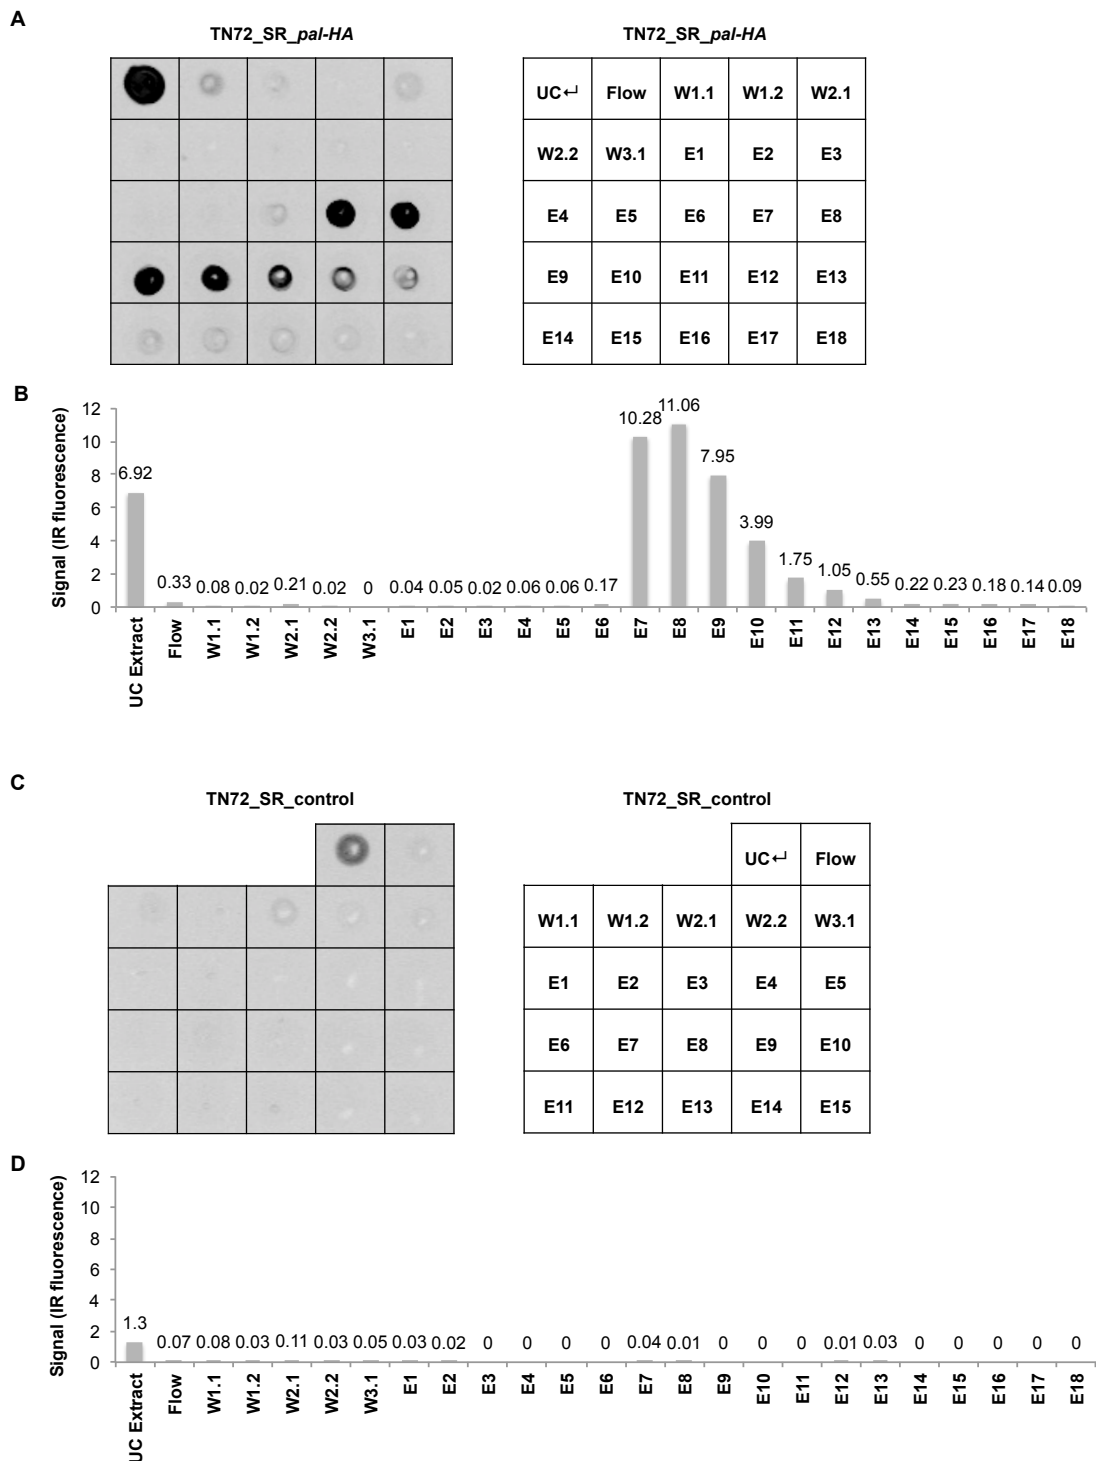 A
TN72_SR_pal-HA
TN72_SR_pal-HA
UC↵ Flow W1.1 W1.2 W2.1
W2.2 W3.1 E1 E2 E3
E4 E5 E6 E7 E8
E9 E10 E11 E12 E13
E14 E15 E16 E17 E18
B
Signal (IR fluorescence)
12
10
8
6
4
2
0
6.92 0.33 0.08 0.02 0.21 0.02 0 0.04 0.05 0.02 0.06 0.06 0.17 10.28 11.06 7.95 3.99 1.75 1.05 0.55 0.22 0.23 0.18 0.14 0.09
UC Extract Flow W1.1 W1.2 W2.1 W2.2 W3.1 E1 E2 E3 E4 E5 E6 E7 E8 E9 E10 E11 E12 E13 E14 E15 E16 E17 E18
C
TN72_SR_control
TN72_SR_control
UC↵ Flow
W1.1 W1.2 W2.1 W2.2 W3.1
E1 E2 E3 E4 E5
E6 E7 E8 E9 E10
E11 E12 E13 E14 E15
D
Signal (IR fluorescence)
12
10
8
6
4
2
0
1.3 0.07 0.08 0.03 0.11 0.03 0.05 0.03 0.02 0 0 0 0 0.04 0.01 0 0 0 0.01 0.03 0 0 0 0 0
UC Extract Flow W1.1 W1.2 W2.1 W2.2 W3.1 E1 E2 E3 E4 E5 E6 E7 E8 E9 E10 E11 E12 E13 E14 E15 E16 E17 E18